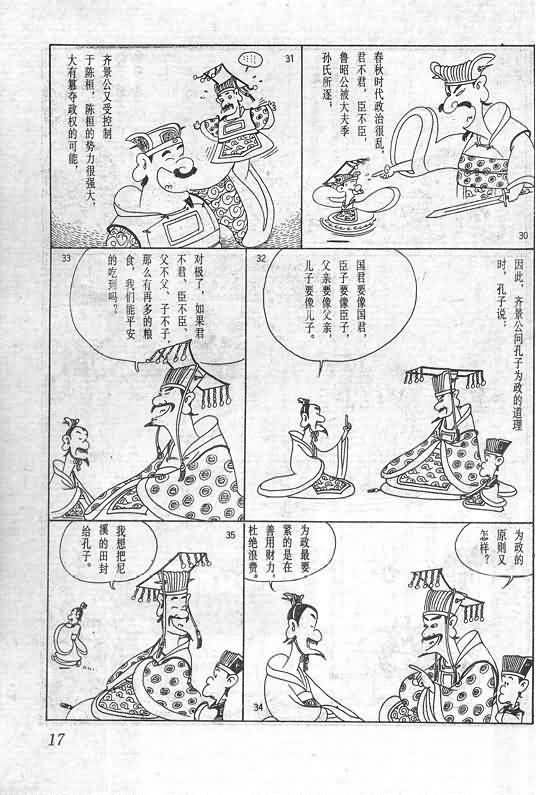 30
春秋时代政治很乱，
君不君，臣不臣，
鲁昭公被大夫季
孙氏所逐；
31
齐景公又受控制
于陈桓，陈桓的势力很强大，
大有篡夺政权的可能，
因此，齐景公问孔子为政的道理
时，孔子说：
32
国君要像国君，
臣子要像臣子，
父亲要像父亲，
儿子要像儿子。
33
对极了，如果君
不君、臣不臣、
父不父、子不子，
那么有再多的粮
食，我们能平安
的吃到吗？
34
为政的
原则又
怎样？
为政最要
紧的是在
善用财力，
杜绝浪费。
35
我想把尼
溪的田封
给孔子。
17